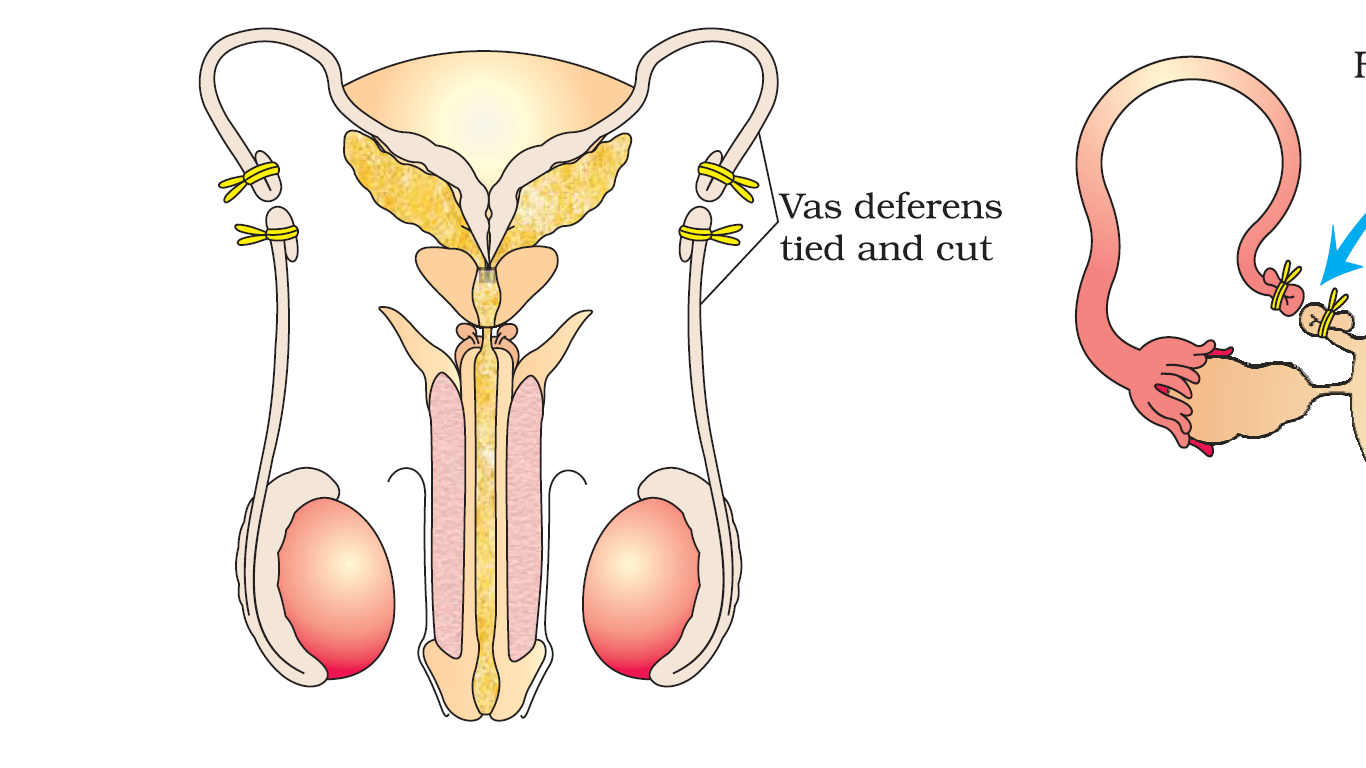 F
Vas deferens
tied and cut